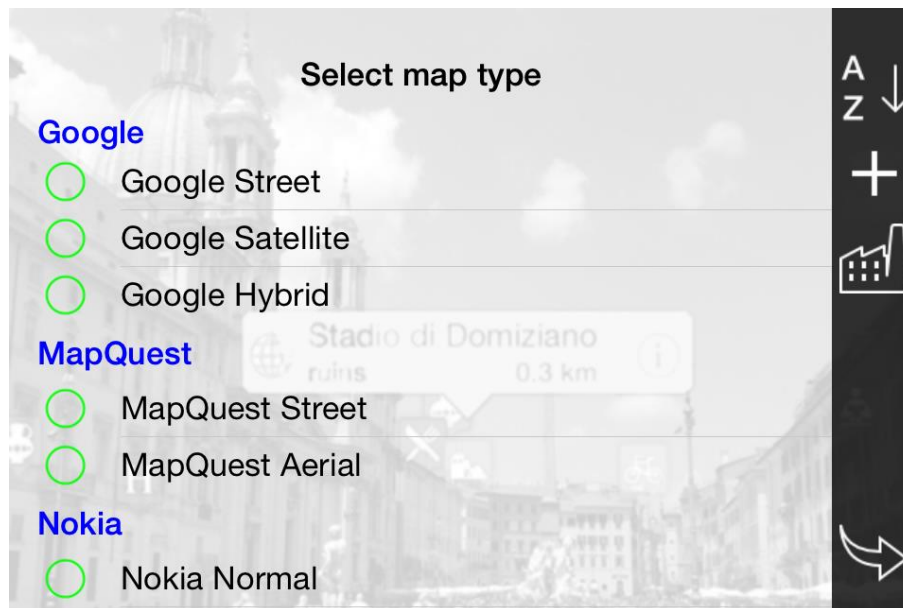 Select map type
Google
Google Street
Google Satellite
Google Hybrid
Stadio di Domiziano
ruins 0.3 km
MapQuest
MapQuest Street
MapQuest Aerial
Nokia
Nokia Normal
A
Z